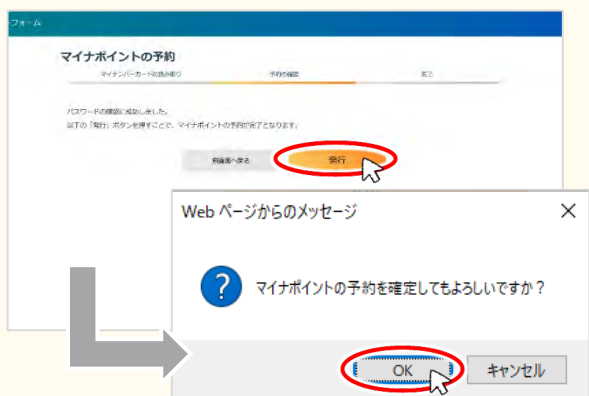 フォーム
マイナポイントの予約
マイナンバーカードの読み取り 予約の確定 完了
パスワードの確認に成功しました。
以下の「発行」ボタンを押すことで、マイナポイントの予約が完了となります。
前画面へ戻る 発行
Web ページからのメッセージ
マイナポイントの予約を確定してもよろしいですか?
OK キャンセル